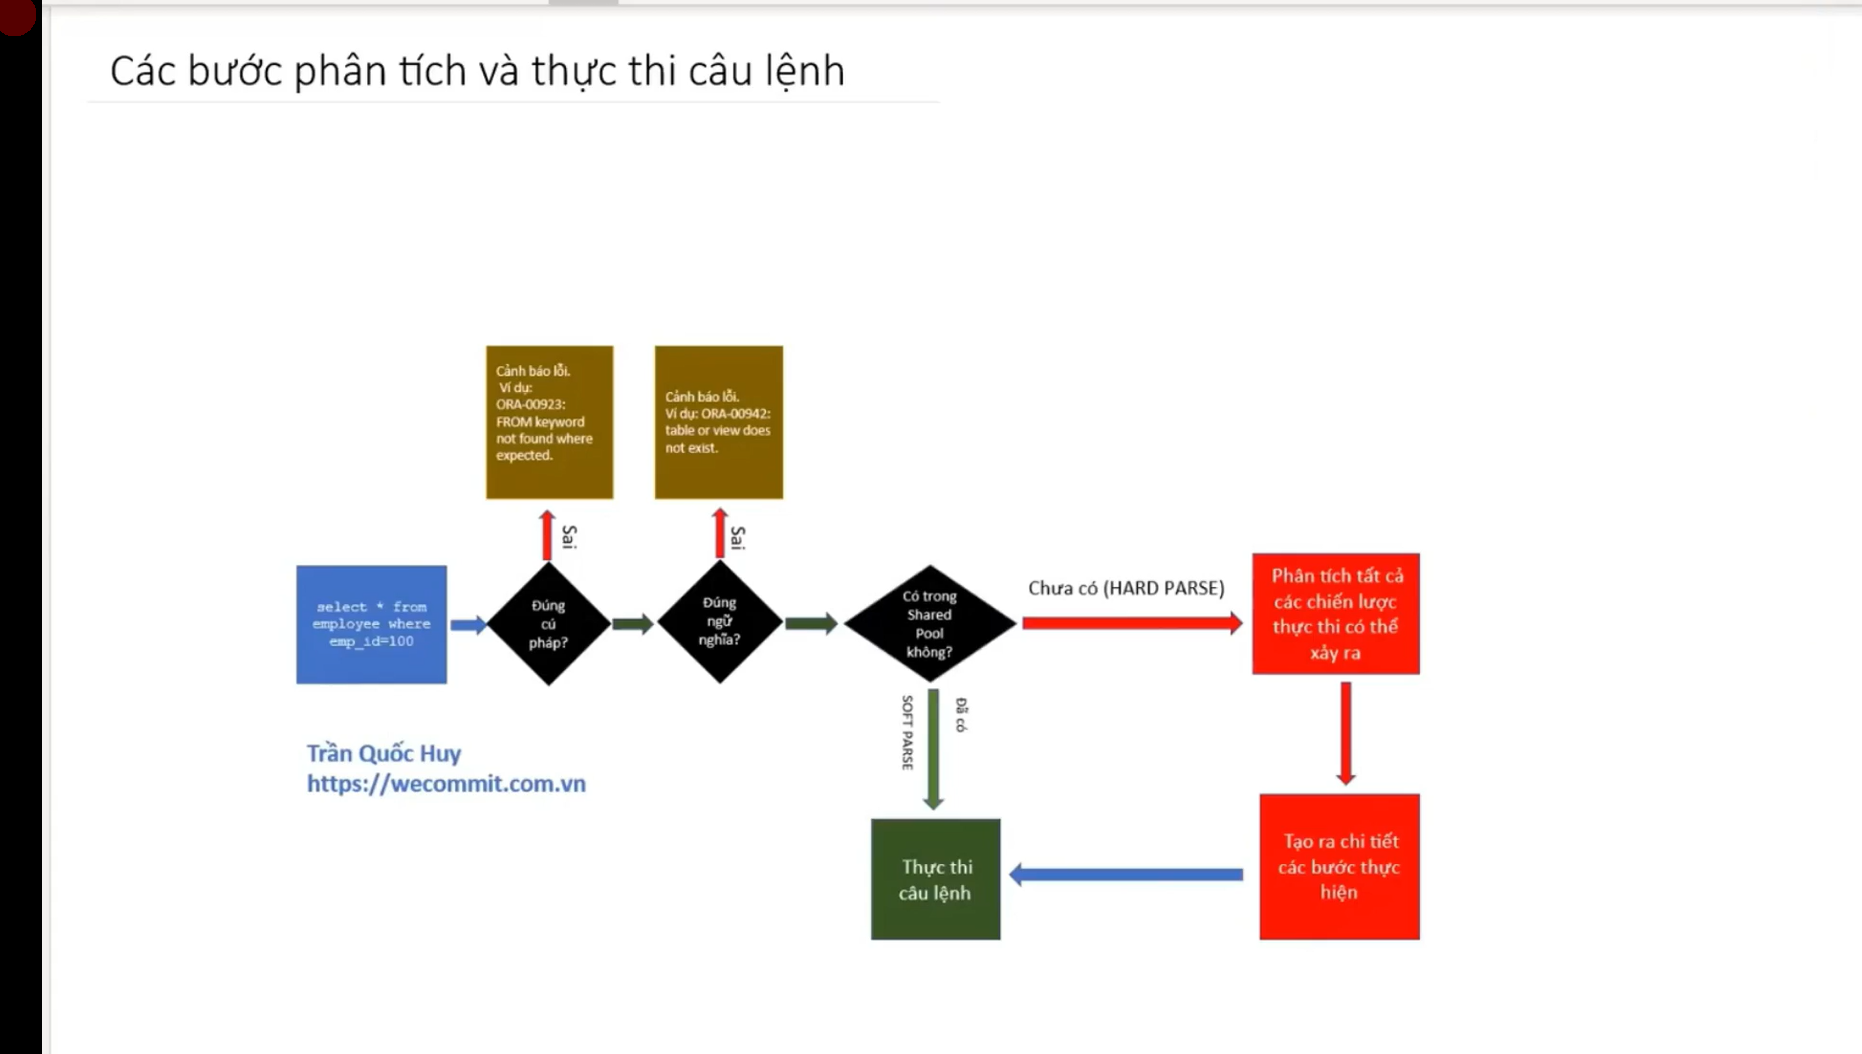 Các bước phân tích và thực thi câu lệnh
Cảnh báo lỗi.
Ví dụ:
ORA-00923:
FROM keyword
not found where
expected.
Cảnh báo lỗi.
Ví dụ: ORA-00942:
table or view does
not exist.
Sai
Sai
select * from
employee where
emp_id=100
Đúng
cú
pháp?
Đúng
ngữ
nghĩa?
Có trong
Shared
Pool
không?
Chưa có (HARD PARSE)
Phân tích tất cả
các chiến lược
thực thi có thể
xảy ra
SOFT PARSE
Đã có
Trần Quốc Huy
https://wecommit.com.vn
Thực thi
câu lệnh
Tạo ra chi tiết
các bước thực
hiện